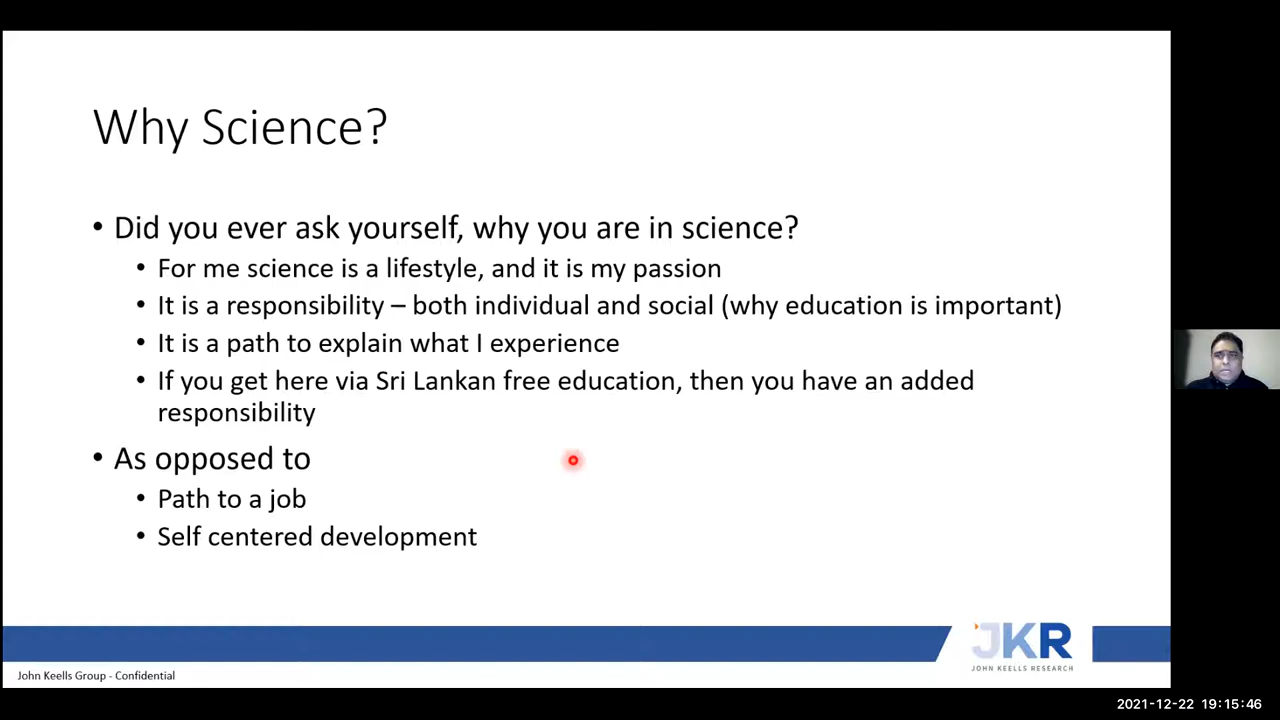 Why Science?
• Did you ever ask yourself, why you are in science?
• For me science is a lifestyle, and it is my passion
• It is a responsibility – both individual and social (why education is important)
• It is a path to explain what I experience
• If you get here via Sri Lankan free education, then you have an added
responsibility
• As opposed to
• Path to a job
• Self centered development
JKR
JOHN KEELLS RESEARCH
John Keells Group - Confidential
2021-12-22 19:15:46